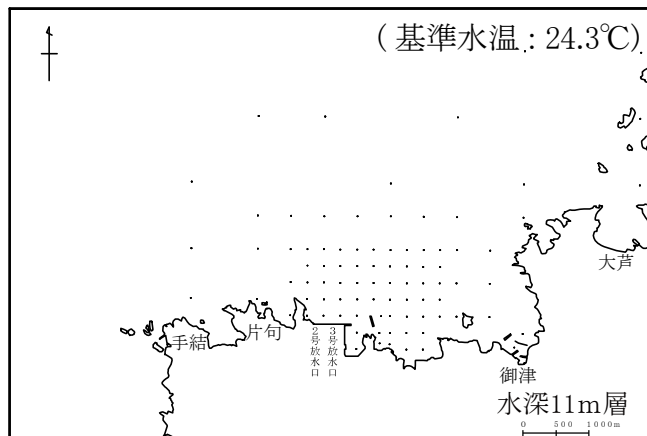 (基準水温:24.3℃)
大芦
手結
片句
2号放水口
3号放水口
御津
水深11m層
0 500 1000m